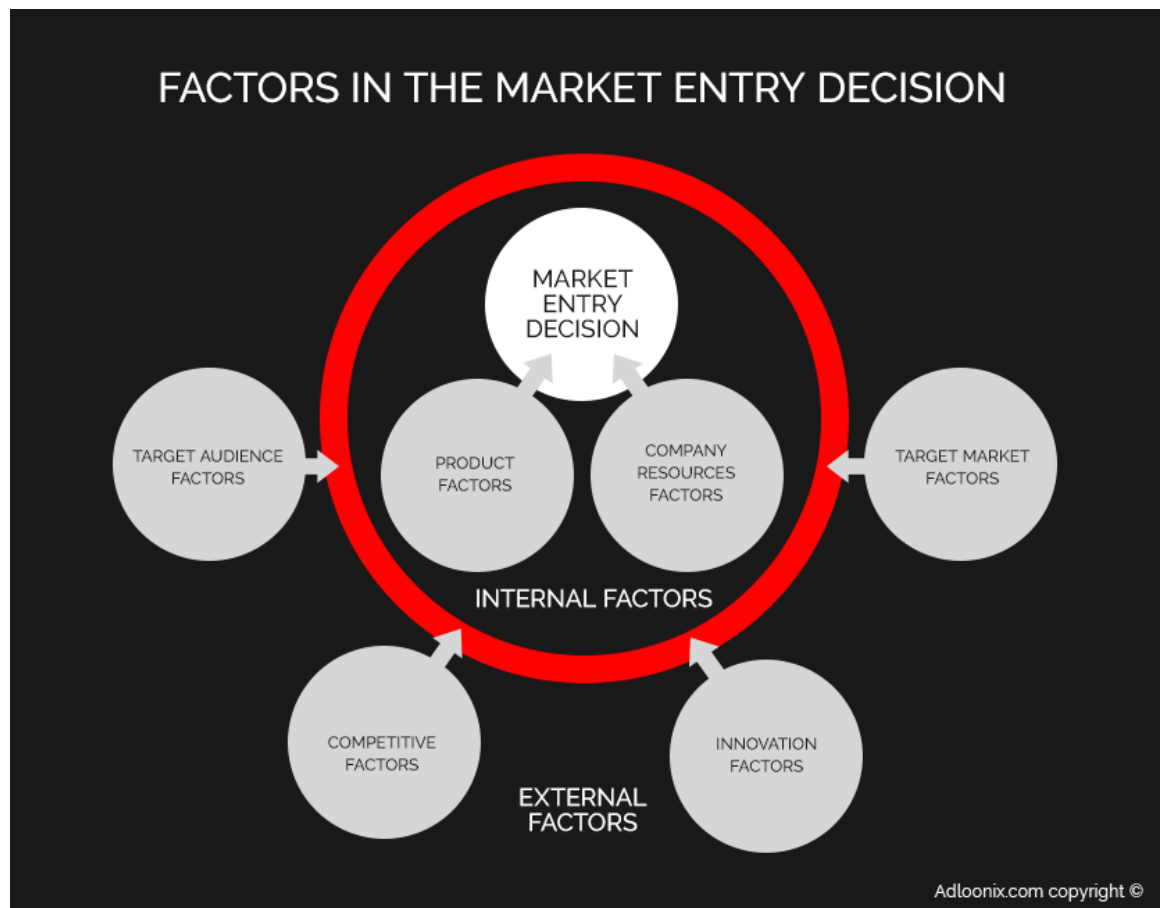 FACTORS IN THE MARKET ENTRY DECISION
MARKET
ENTRY
DECISION
TARGET AUDIENCE
FACTORS
PRODUCT
FACTORS
COMPANY
RESOURCES
FACTORS
TARGET MARKET
FACTORS
INTERNAL FACTORS
COMPETITIVE
FACTORS
INNOVATION
FACTORS
EXTERNAL
FACTORS
Adloonix.com copyright ©